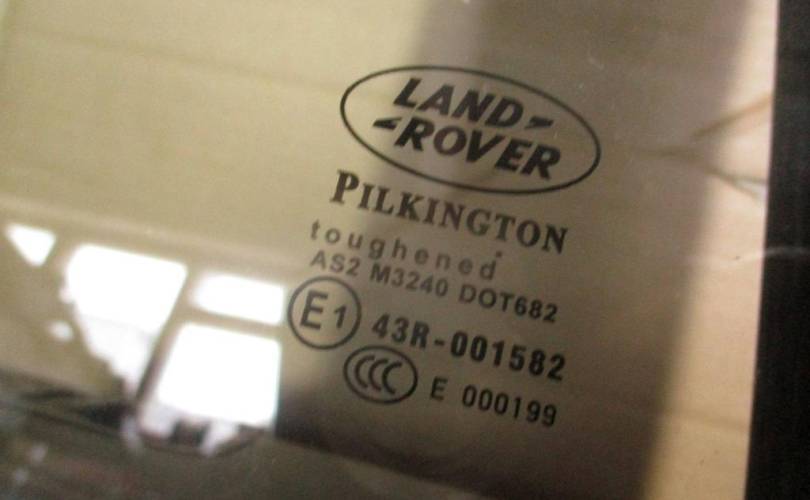 LAND
ROVER
PILKINGTON
toughened
AS2 M3240 DOT682
E1 43R-001582
CCC E 000199